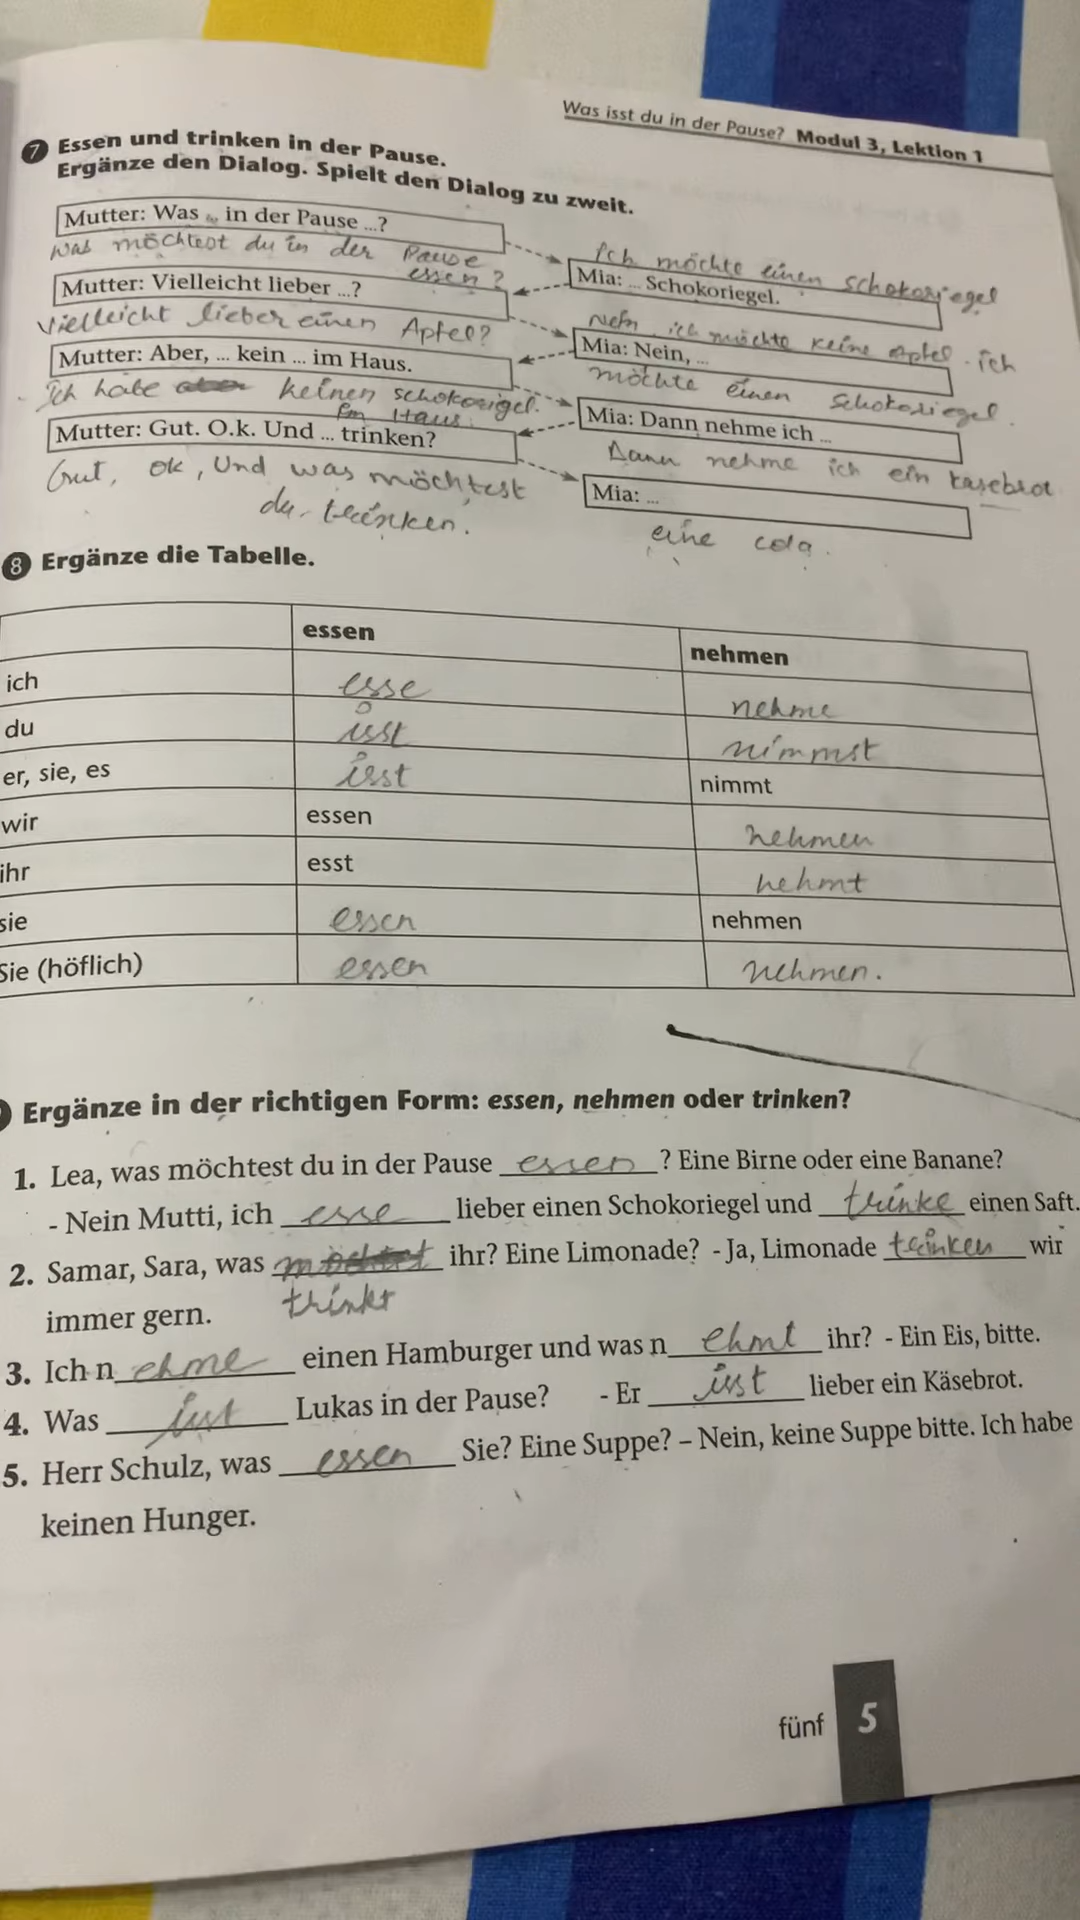 Was isst du in der Pause? Modul 3, Lektion 1
7 Essen und trinken in der Pause.
Ergänze den Dialog. Spielt den Dialog zu zweit.
Mutter: Was ... in der Pause ...?
Was möchtest du in der Pause
essen?
Ich möchte einen schokoriegel
Mia: ... Schokoriegel.
Mutter: Vielleicht lieber ...?
Vielleicht lieber einen Apfel?
Nein, ich möchte keine Apfel. ich
Mia: Nein, ...
möchte einen Schokoriegel.
Mutter: Aber, ... kein ... im Haus.
Ich habe keinen schokorigel.
im Haus.
Mia: Dann nehme ich ...
Dann nehme ich ein kasebrot
Mutter: Gut. O.k. Und ... trinken?
Gut, ok, Und was möchtest
du trinken.
Mia: ...
eine cola.
8 Ergänze die Tabelle.
essen nehmen
ich esse nehme
du isst nimmst
er, sie, es isst nimmt
wir essen nehmen
ihr esst nehmt
sie essen nehmen
Sie (höflich) essen nehmen.
Ergänze in der richtigen Form: essen, nehmen oder trinken?
1. Lea, was möchtest du in der Pause essen? Eine Birne oder eine Banane?
- Nein Mutti, ich esse lieber einen Schokoriegel und trinke einen Saft.
2. Samar, Sara, was ihr? Eine Limonade? - Ja, Limonade trinken wir
immer gern. trinkt
3. Ich nehme einen Hamburger und was nehmt ihr? - Ein Eis, bitte.
4. Was isst Lukas in der Pause? - Er isst lieber ein Käsebrot.
5. Herr Schulz, was essen Sie? Eine Suppe? – Nein, keine Suppe bitte. Ich habe
keinen Hunger.
fünf 5